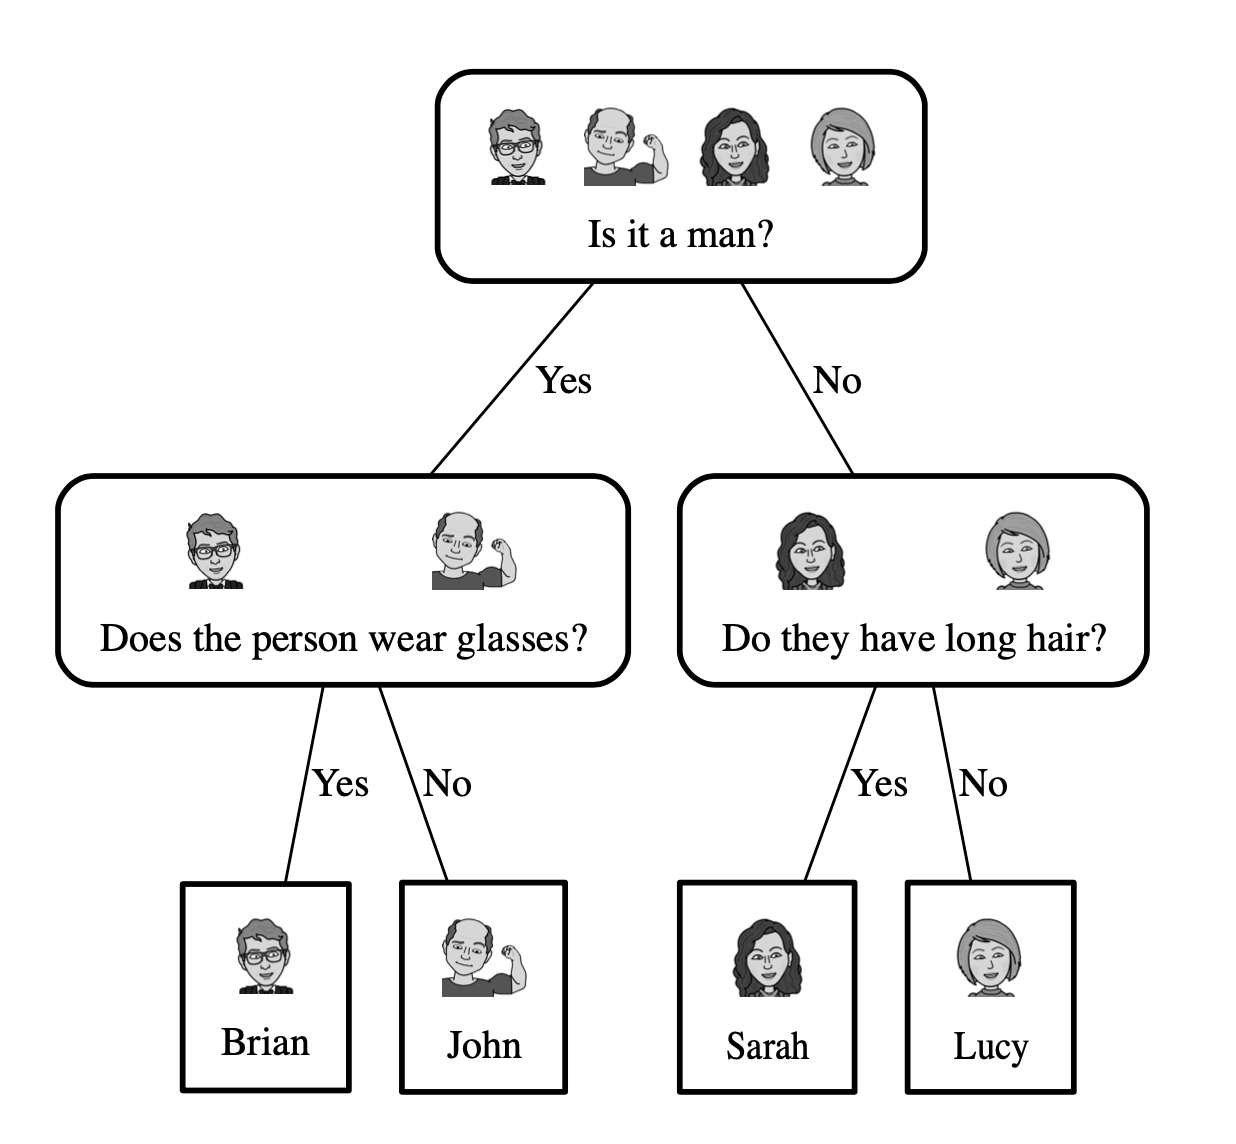 Is it a man?
Yes
No
Does the person wear glasses?
Do they have long hair?
Yes
No
Yes
No
Brian
John
Sarah
Lucy